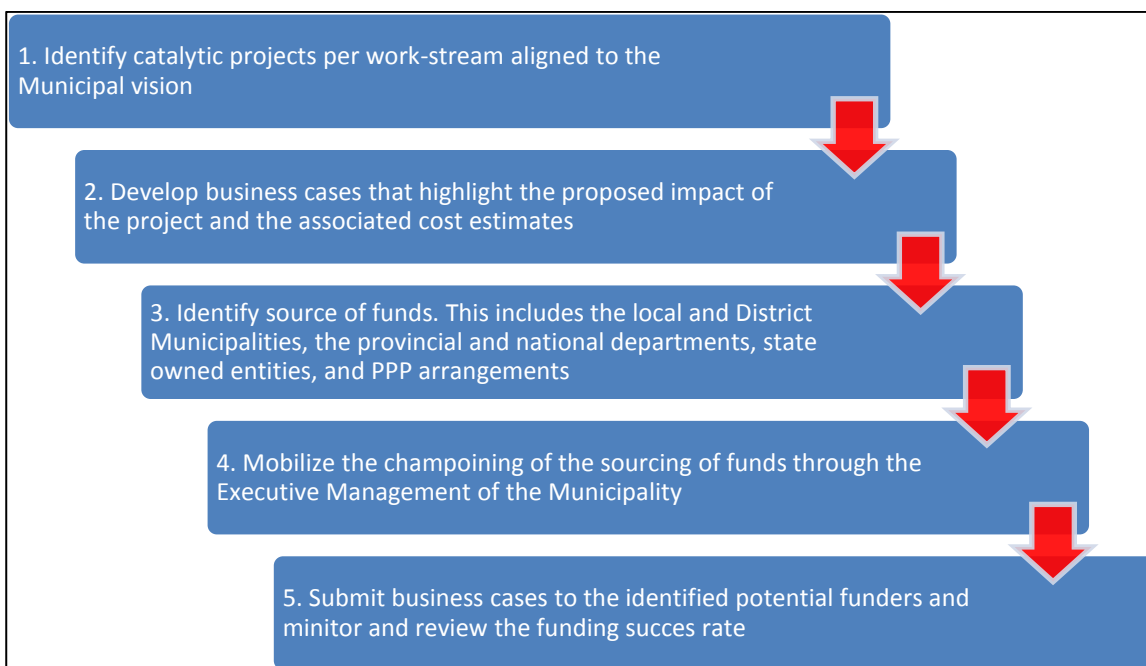 1. Identify catalytic projects per work-stream aligned to the
Municipal vision
2. Develop business cases that highlight the proposed impact of
the project and the associated cost estimates
3. Identify source of funds. This includes the local and District
Municipalities, the provincial and national departments, state
owned entities, and PPP arrangements
4. Mobilize the champoining of the sourcing of funds through the
Executive Management of the Municipality
5. Submit business cases to the identified potential funders and
minitor and review the funding succes rate